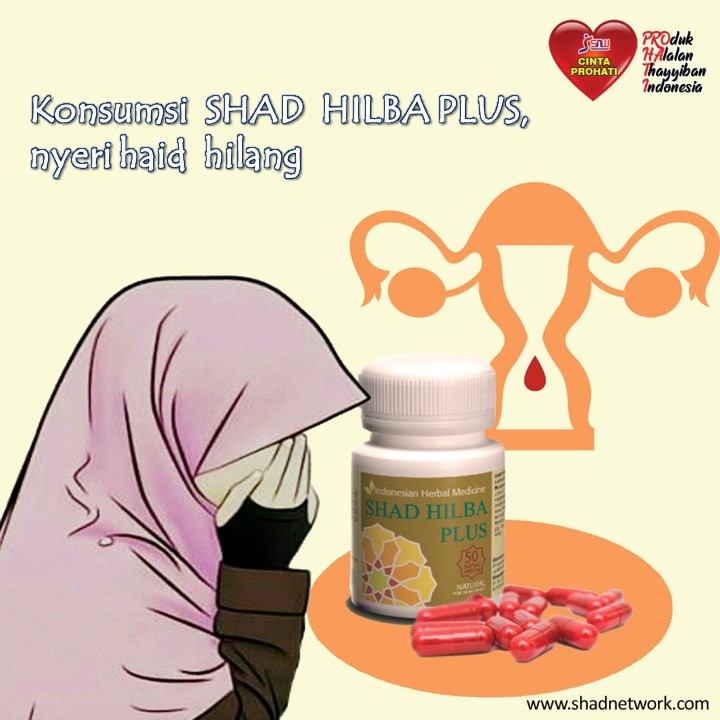 SNW
CINTA
PROHATI
PROduk
HAlalan
Thayyiban
Indonesia
Konsumsi SHAD HILBA PLUS,
nyeri haid hilang
Indonesian Herbal Medicine
SHAD HILBA
PLUS
50
NATURAL
www.shadnetwork.com